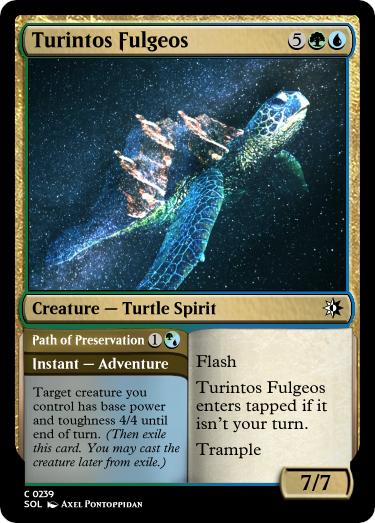 Turintos Fulgeos 5
Creature — Turtle Spirit
Path of Preservation 1
Instant — Adventure
Target creature you
control has base power
and toughness 4/4 until
end of turn. (Then exile
this card. You may cast the
creature later from exile.)
Flash
Turintos Fulgeos
enters tapped if it
isn't your turn.
Trample
7/7
C 0239
SOL Axel Pontoppidan